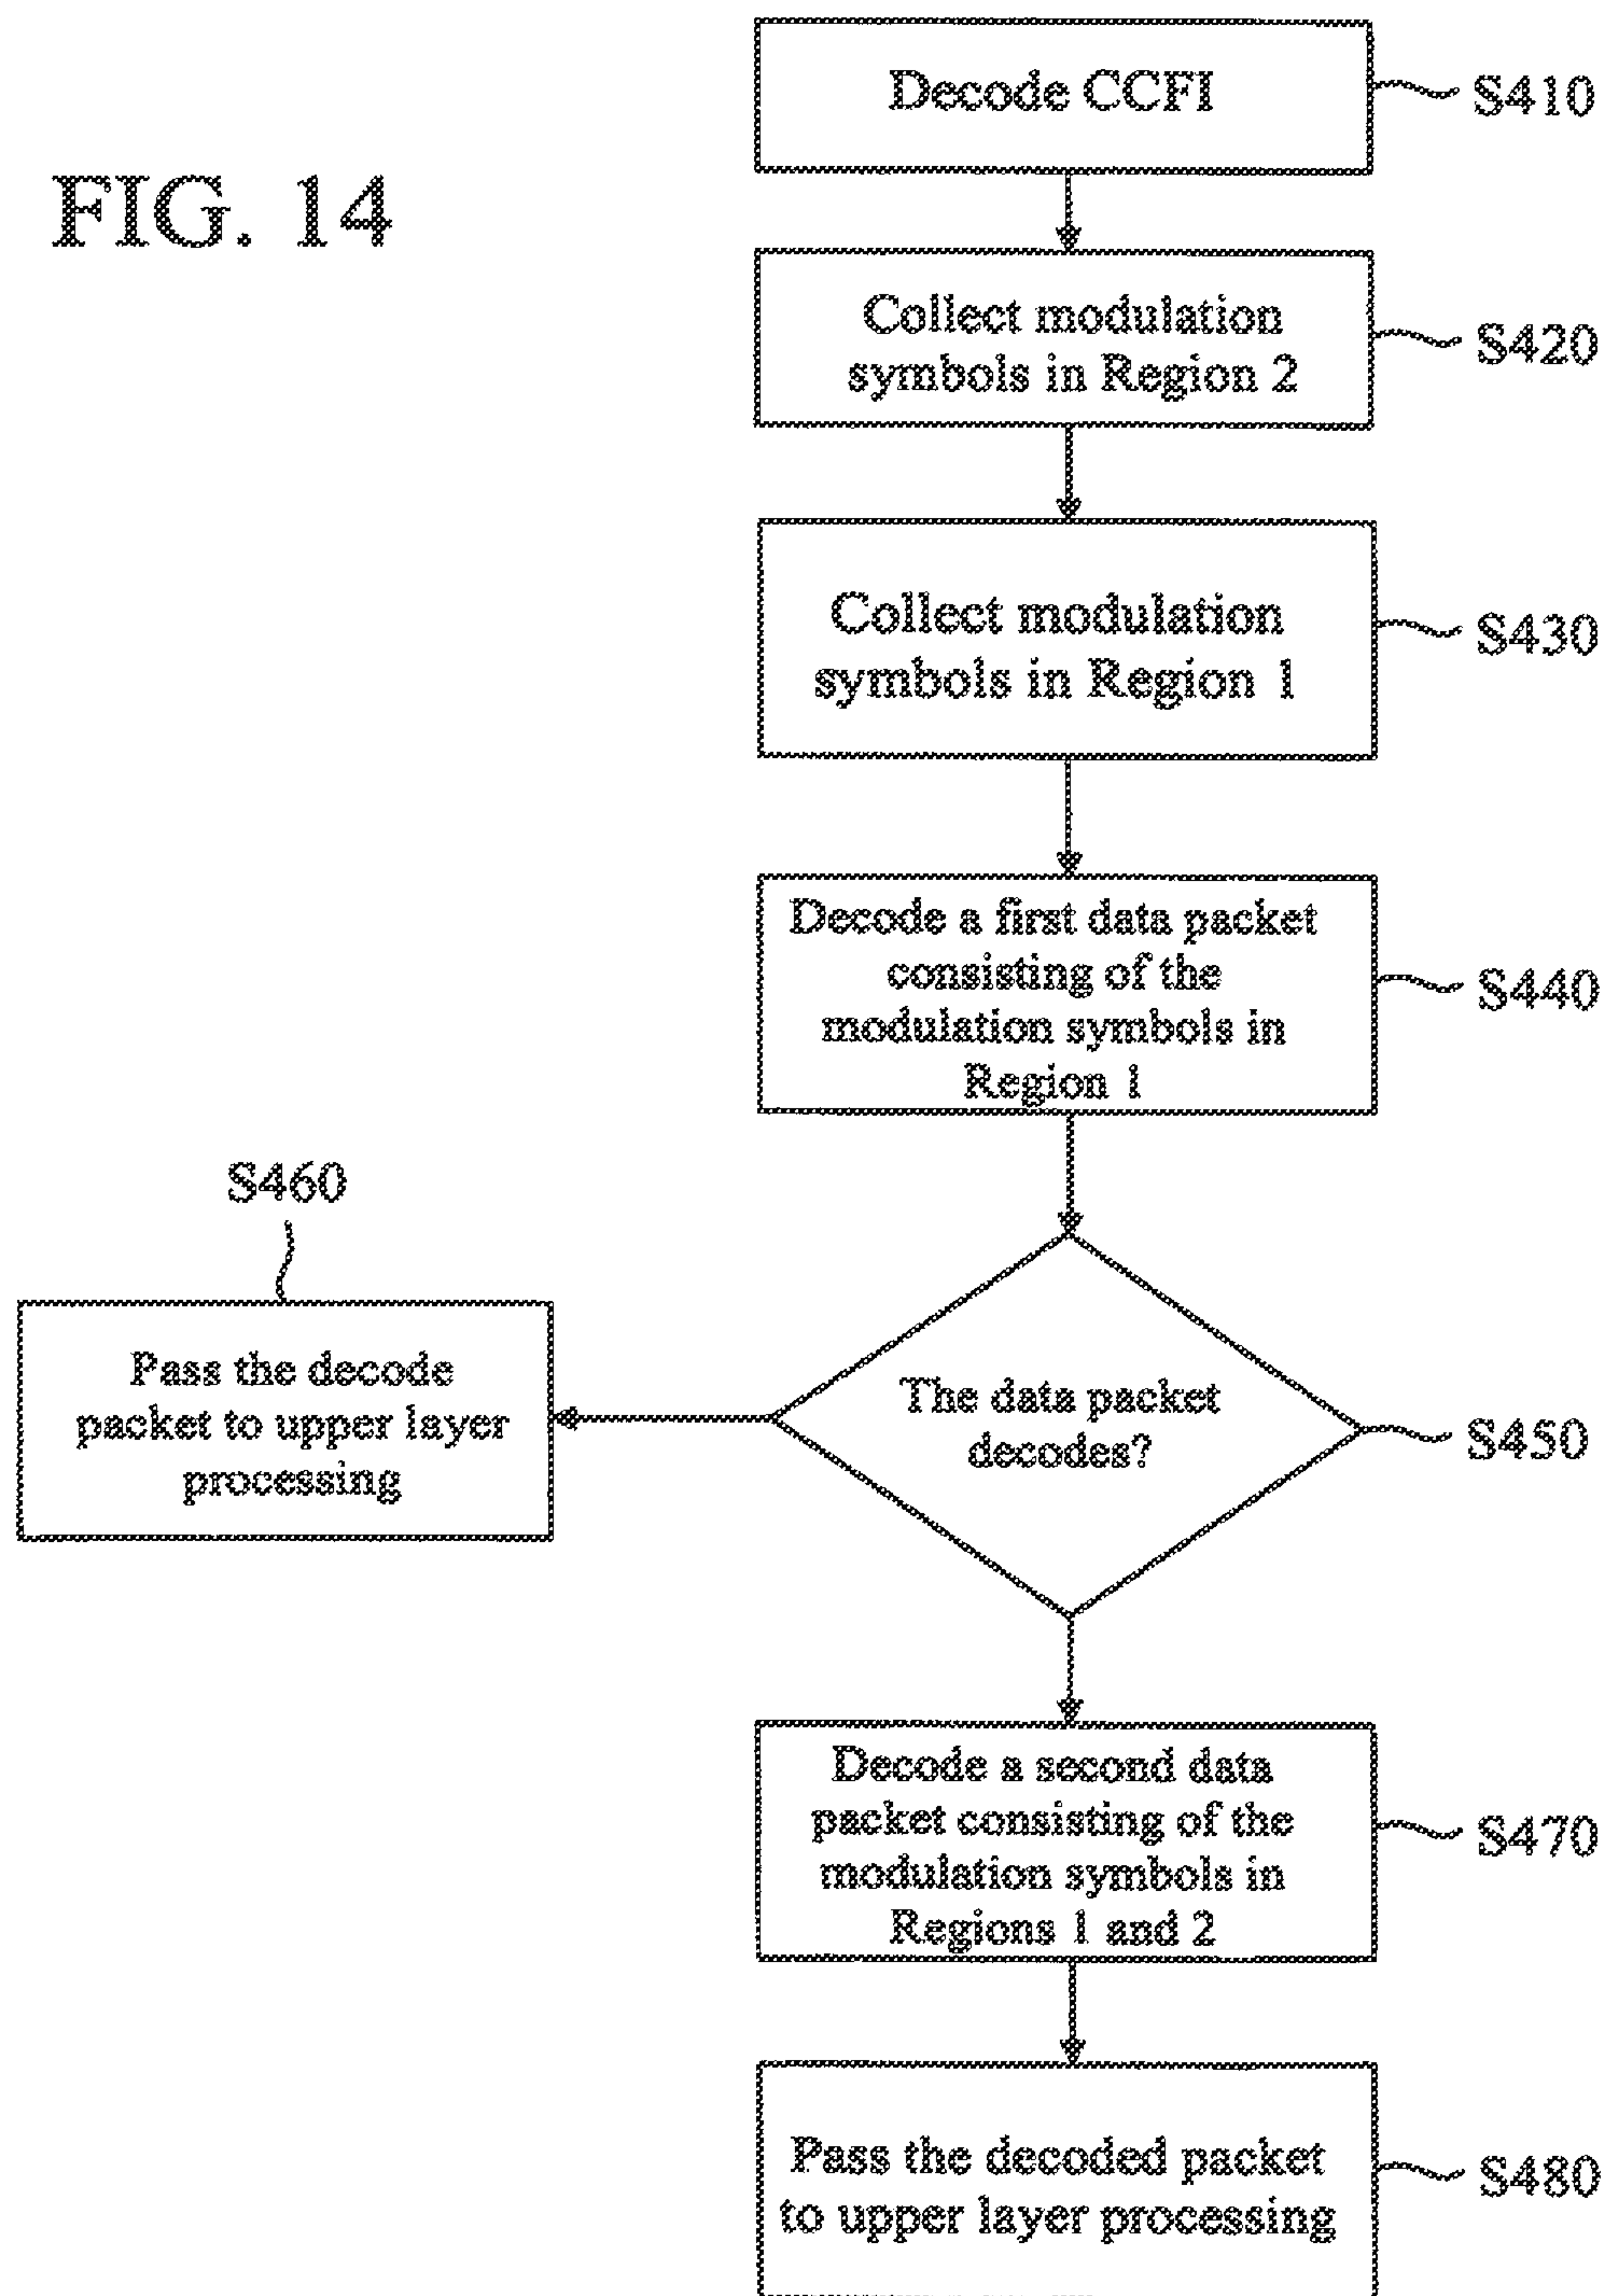 FIG. 14
Decode CCFI
S410
Collect modulation
symbols in Region 2
S420
Collect modulation
symbols in Region 1
S430
Decode a first data packet
consisting of the
modulation symbols in
Region 1
S440
The data packet
decodes?
S450
S460
Pass the decode
packet to upper layer
processing
Decode a second data
packet consisting of the
modulation symbols in
Regions 1 and 2
S470
Pass the decoded packet
to upper layer processing
S480